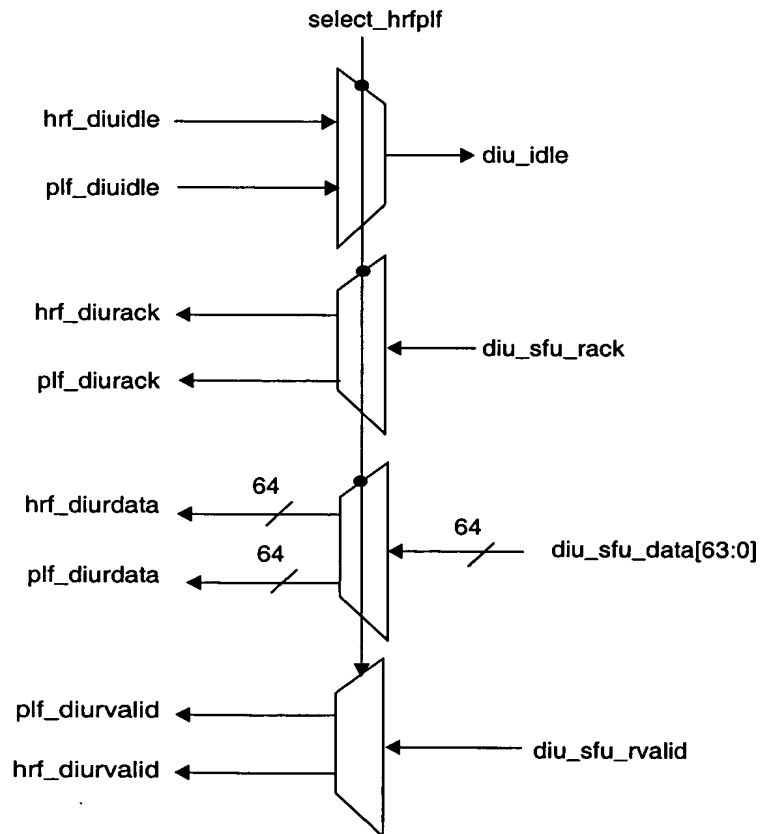 select_hrfplf
hrf_diuidle
diu_idle
plf_diuidle
hrf_diurack
diu_sfu_rack
plf_diurack
64
hrf_diurdata
64
64
diu_sfu_data[63:0]
plf_diurdata
plf_diurvalid
diu_sfu_rvalid
hrf_diurvalid